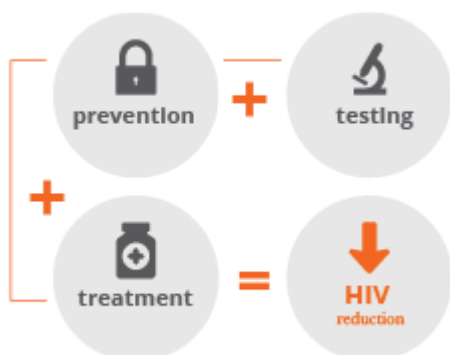 prevention
+
testing
+
treatment
=
HIV
reduction